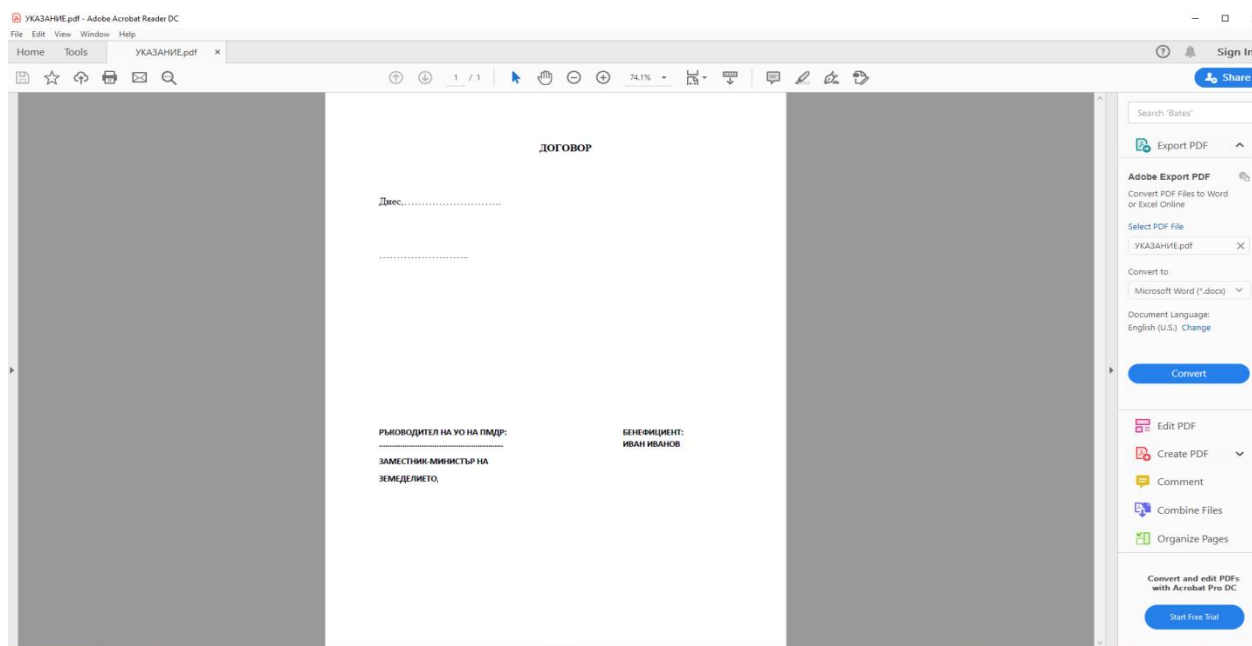 УКАЗАНИЕ.pdf - Adobe Acrobat Reader DC
File Edit View Window Help
Home Tools УКАЗАНИЕ.pdf × Sign In
1 / 1 74.1% Share
Search 'Bates'
Export PDF
Adobe Export PDF
Convert PDF Files to Word
or Excel Online
Select PDF File
УКАЗАНИЕ.pdf
Convert to
Microsoft Word (*.docx)
Document Language:
English (U.S.) Change
Convert
Edit PDF
Create PDF
Comment
Combine Files
Organize Pages
Convert and edit PDFs
with Acrobat Pro DC
Start Free Trial
ДОГОВОР
Днес,...........................
.........................
РЪКОВОДИТЕЛ НА УО НА ПМДР: БЕНЕФИЦИЕНТ:
.......................................................... ИВАН ИВАНОВ
ЗАМЕСТНИК-МИНИСТЪР НА
ЗЕМЕДЕЛИЕТО,